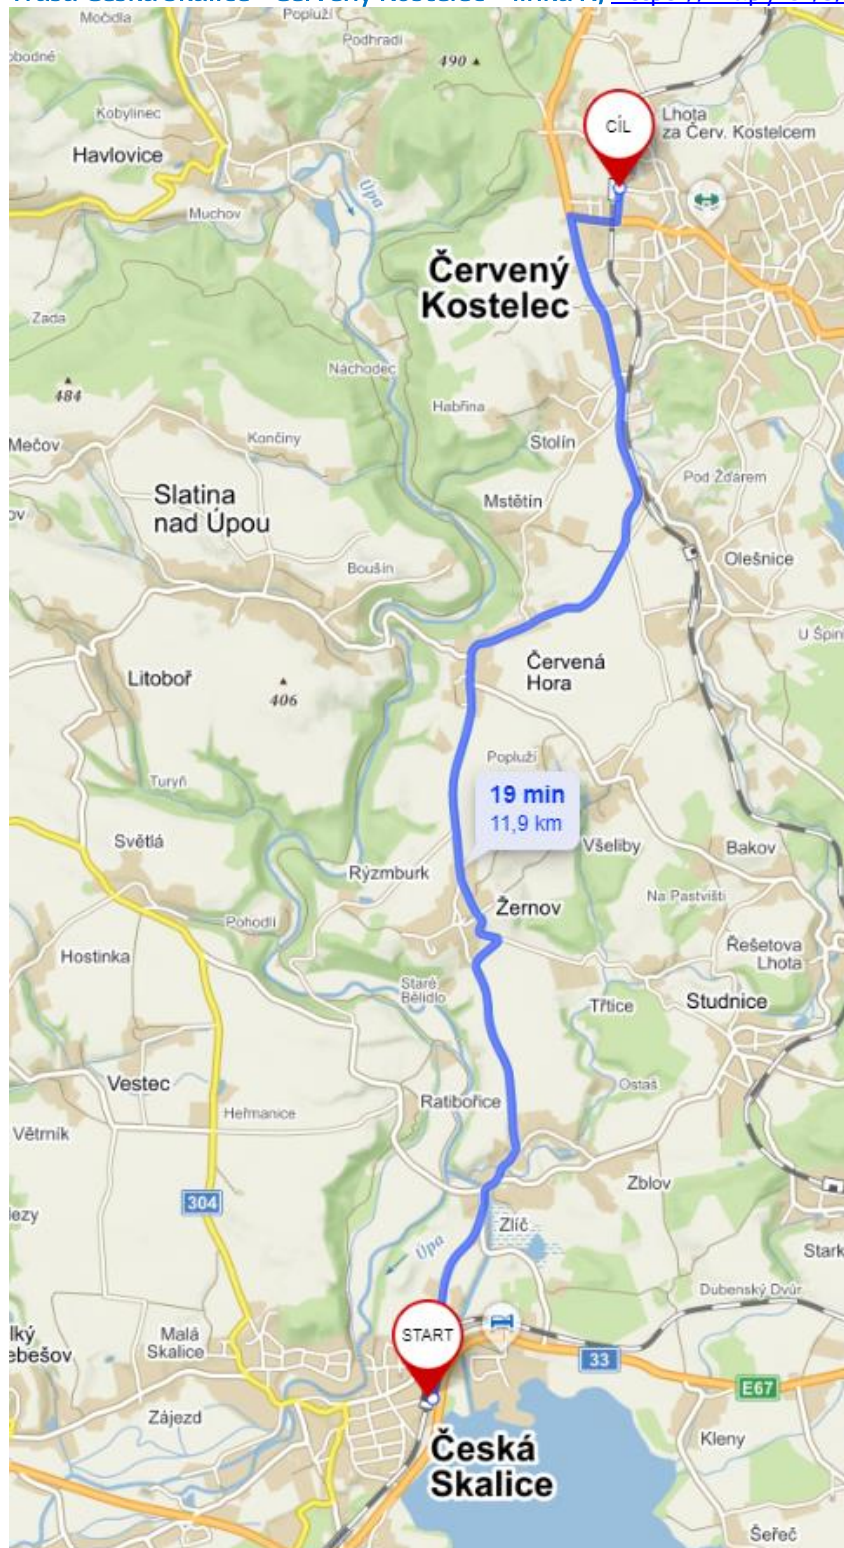 Popluží
Močidla
Podhradí
490
Kobylinec
Havlovice
CÍL
Lhota
za Červ. Kostelcem
Úpa
Muchov
Červený
Kostelec
Zada
Náchodec
484
Habřina
Mečov
Končiny
Stolín
Slatina
nad Úpou
Pod Žďárem
Mstětín
Boušín
Olešnice
Litoboř
Červená
Hora
406
Popluží
Turyň
19 min
11,9 km
Světlá
Všeliby
Bakov
Rýzmburk
Na Pastvišti
Žernov
Pohodlí
Hostinka
Řešetova
Lhota
Staré
Bělidlo
Třtice
Studnice
Vestec
Ostaš
Ratibořice
Heřmanice
Větrník
Zblov
304
Zlíč
Úpa
Dubenský Dvůr
START
Malá
Skalice
33
E67
Zájezd
Česká
Skalice
Kleny
Šeřeč